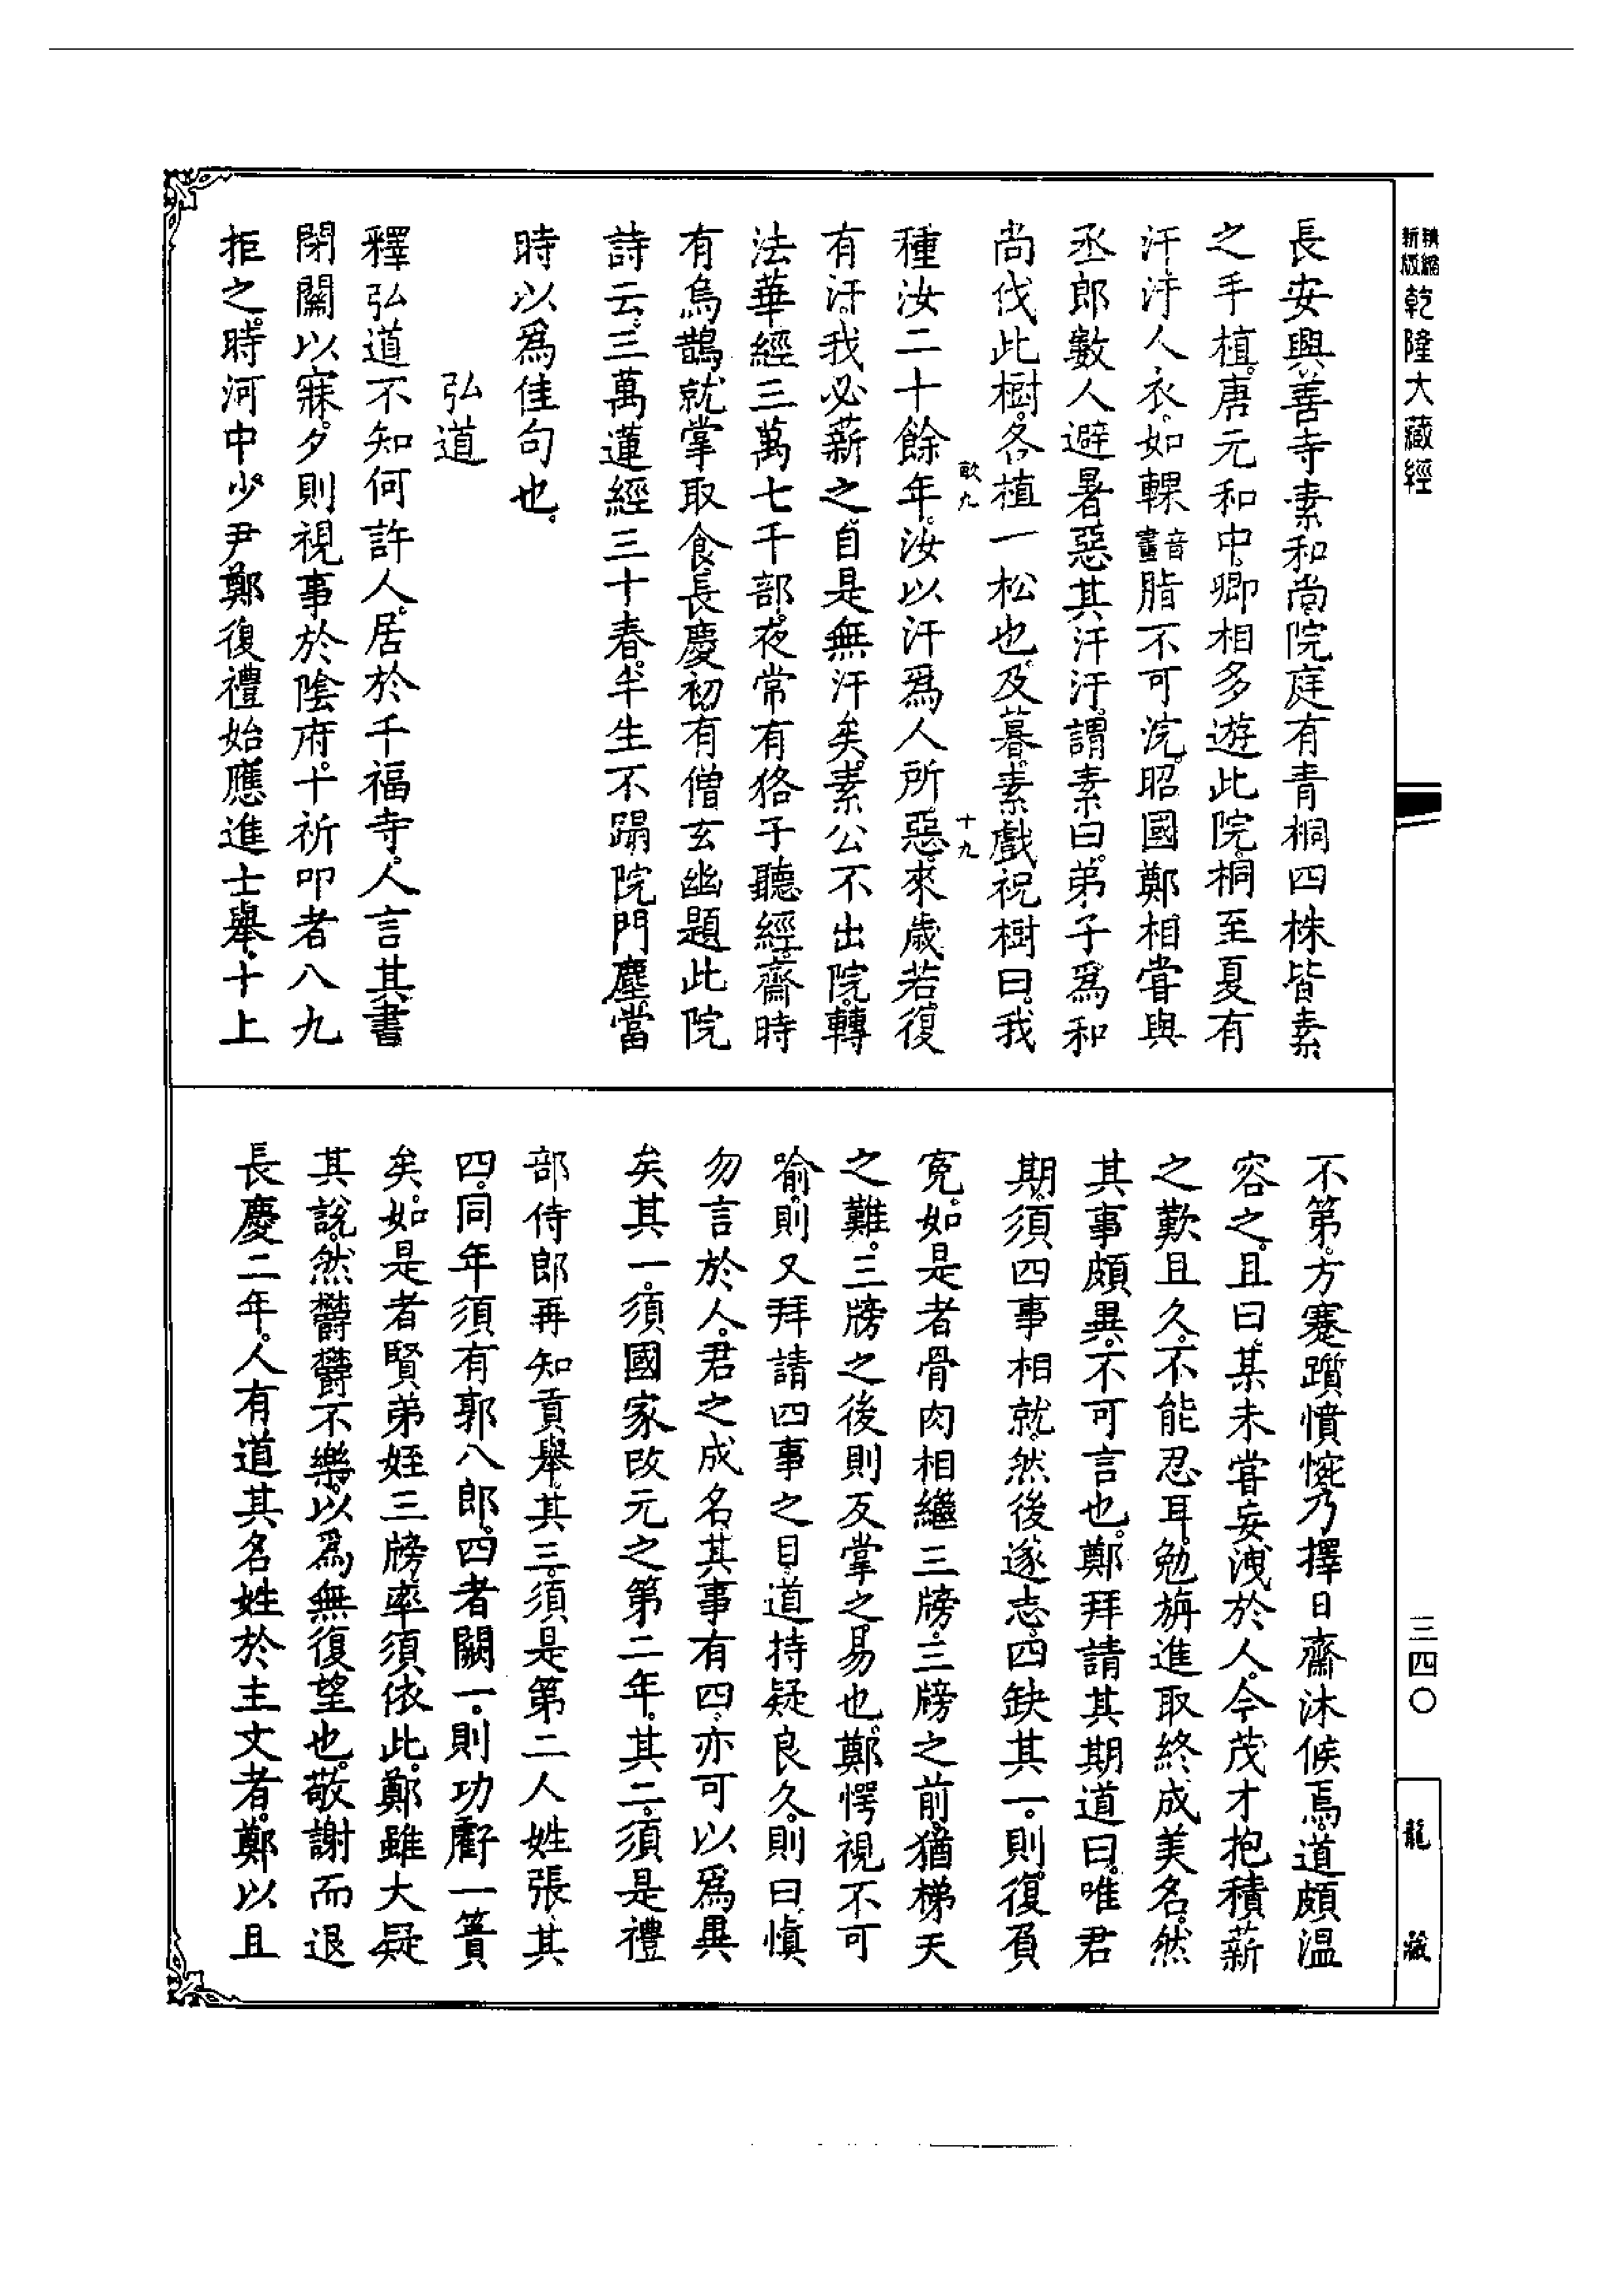 新版精縮 乾隆大藏經
三四〇
龍藏
長安興善寺素和尚院庭有青桐四株皆素
之手植。唐元和中。卿相多遊此院。桐至夏有
汗汙人衣。如輠音畫脂不可浣。昭國鄭相嘗與
丞郎數人避暑惡其汗汙。謂素曰。弟子爲和
尚伐此樹。各植一松也。及暮。素戲祝樹曰。我
畝九 十九
種汝二十餘年。汝以汗爲人所惡。來歲若復
有汗。我必薪之。自是無汗矣。素公不出院。轉
法華經三萬七千部。夜常有狢子聽經。齋時
有烏鵲就掌取食。長慶初。有僧玄幽題此院
詩云。三萬蓮經三十春。半生不蹋院門塵。當
時以爲佳句也。
弘道
釋弘道不知何許人。居於千福寺。人言其晝
閉關以寐。夕則視事於陰府。十祈叩者八九
拒之。時河中少尹鄭復禮始應進士舉。十上
不第。方蹇躓憤惋。乃擇日齋沐候焉。道頗溫
容之。且曰。某未嘗妄洩於人。今茂才抱積薪
之歎且久。不能忍耳。勉旃進取終成美名。然
其事頗異。不可言也。鄭拜請其期。道曰。唯君
期。須四事相就。然後遂志。四缺其一。則復負
冤。如是者骨肉相繼三牓。三牓之前。猶梯天
之難。三牓之後則反掌之易也。鄭愕視不可
喻。則又拜請四事之目。道持疑良久。則曰。愼
勿言於人。君之成名。其事有四。亦可以爲異
矣。其一。須國家改元之第二年。其二。須是禮
部侍郎再知貢舉。其三。須是第二人姓張。其
四。同年須有郭八郎。四者闕一。則功虧一簣
矣。如是者賢弟姪三牓率須依此。鄭雖大疑
其說。然鬱鬱不樂。以爲無復望也。敬謝而退
長慶二年。人有道其名姓於主文者。鄭以且